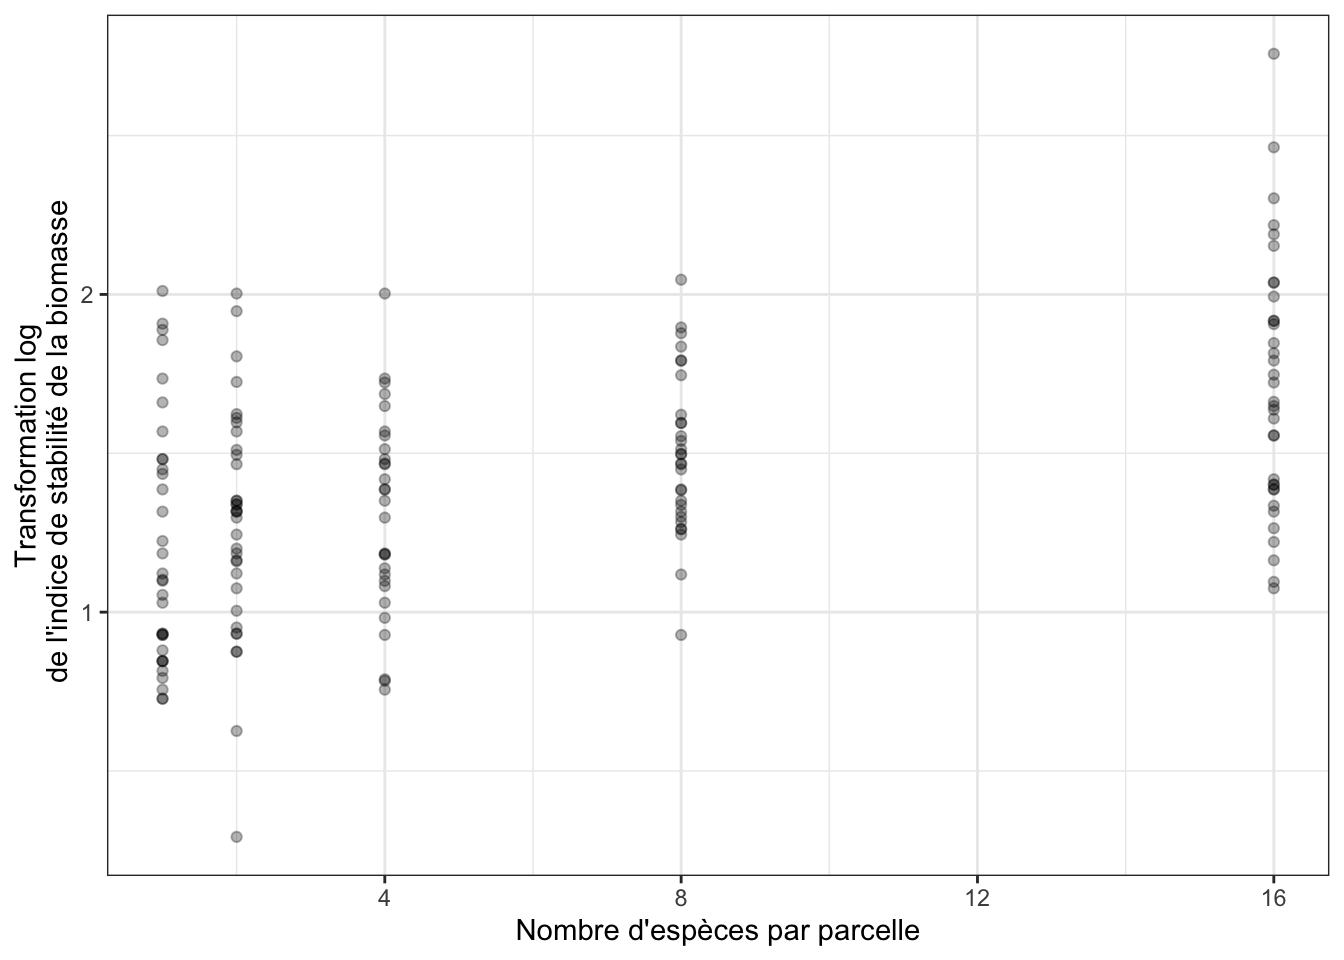 Transformation log
de l'indice de stabilité de la biomasse
2
1
4
8
12
16
Nombre d'espèces par parcelle